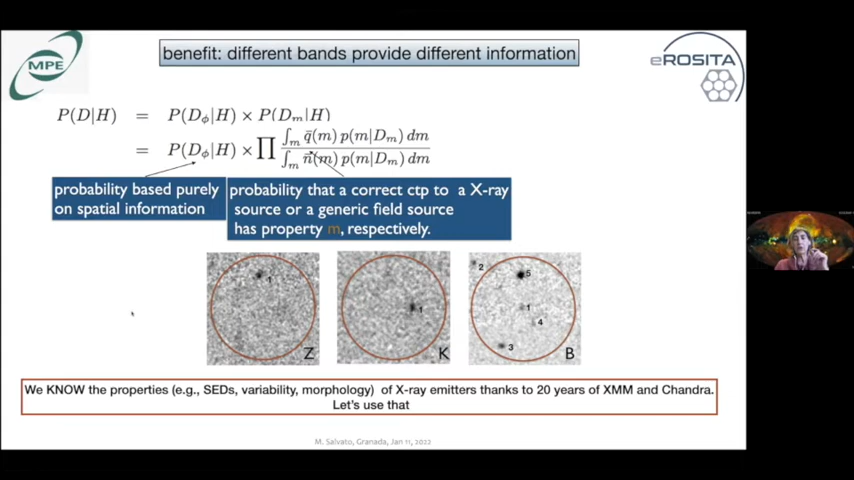 benefit: different bands provide different information
MPE
eROSITA
P(D|H) = P(D_ϕ|H) × P(D_m|H)
= P(D_ϕ|H) × ∏ ∫_m q̄(m) p(m|D_m) dm / ∫_m n̄(m) p(m|D_m) dm
probability based purely
on spatial information
probability that a correct ctp to a X-ray
source or a generic field source
has property m, respectively.
1
Z
1
K
2
5
1
4
3
B
We KNOW the properties (e.g., SEDs, variability, morphology) of X-ray emitters thanks to 20 years of XMM and Chandra.
Let's use that
M. Salvato, Granada, Jan 11, 2022